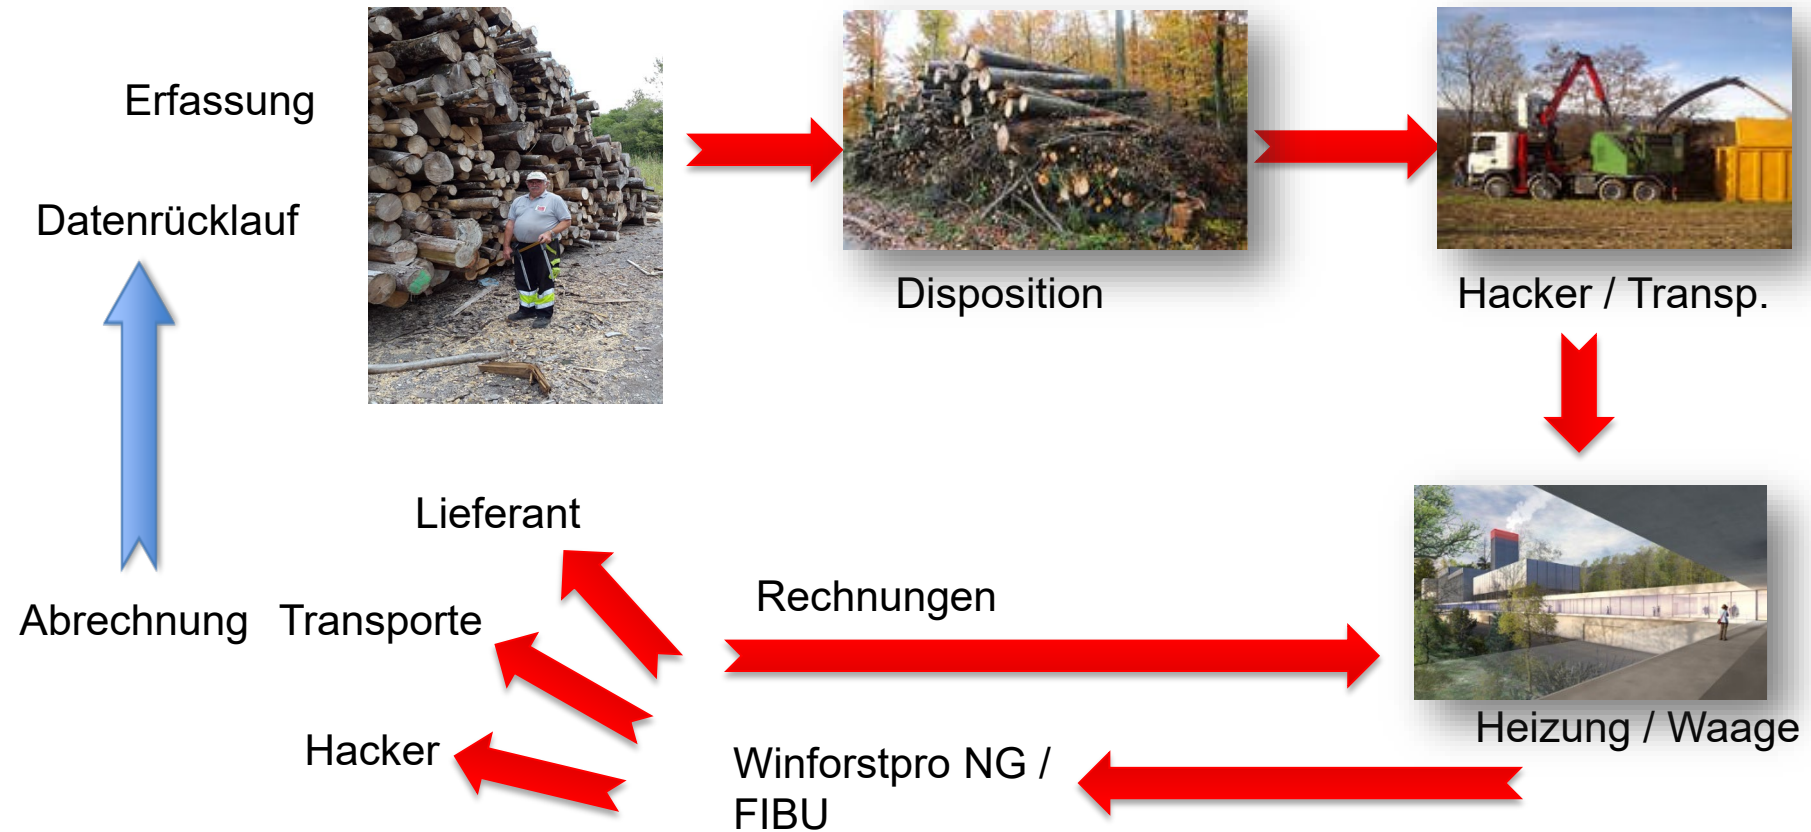 Erfassung
Datenrücklauf
Disposition
Hacker / Transp.
Lieferant
Rechnungen
Abrechnung
Transporte
Heizung / Waage
Hacker
Winforstpro NG /
FIBU